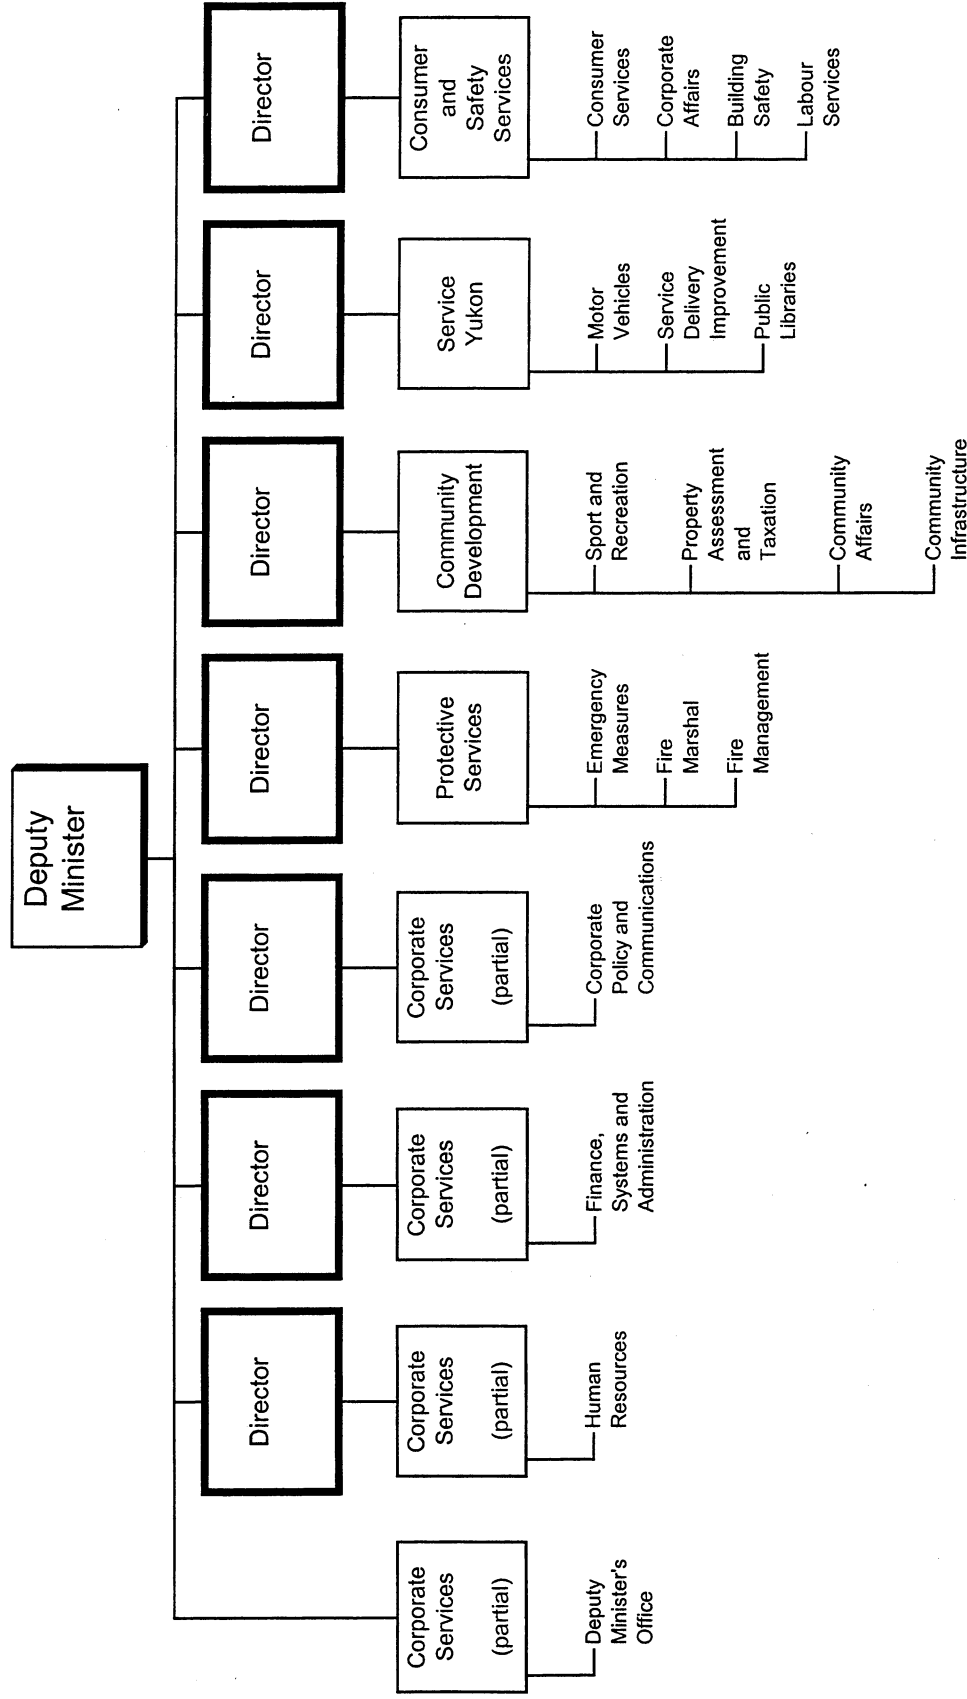 Deputy
Minister
Director
Director
Director
Director
Director
Director
Director
Corporate
Services
(partial)
Deputy
Minister's
Office
Corporate
Services
(partial)
Human
Resources
Corporate
Services
(partial)
Finance,
Systems and
Administration
Corporate
Services
(partial)
Corporate
Policy and
Communications
Protective
Services
Emergency
Measures
Fire
Marshal
Fire
Management
Community
Development
Sport and
Recreation
Property
Assessment
and
Taxation
Community
Affairs
Community
Infrastructure
Service
Yukon
Motor
Vehicles
Service
Delivery
Improvement
Public
Libraries
Consumer
and
Safety
Services
Consumer
Services
Corporate
Affairs
Building
Safety
Labour
Services